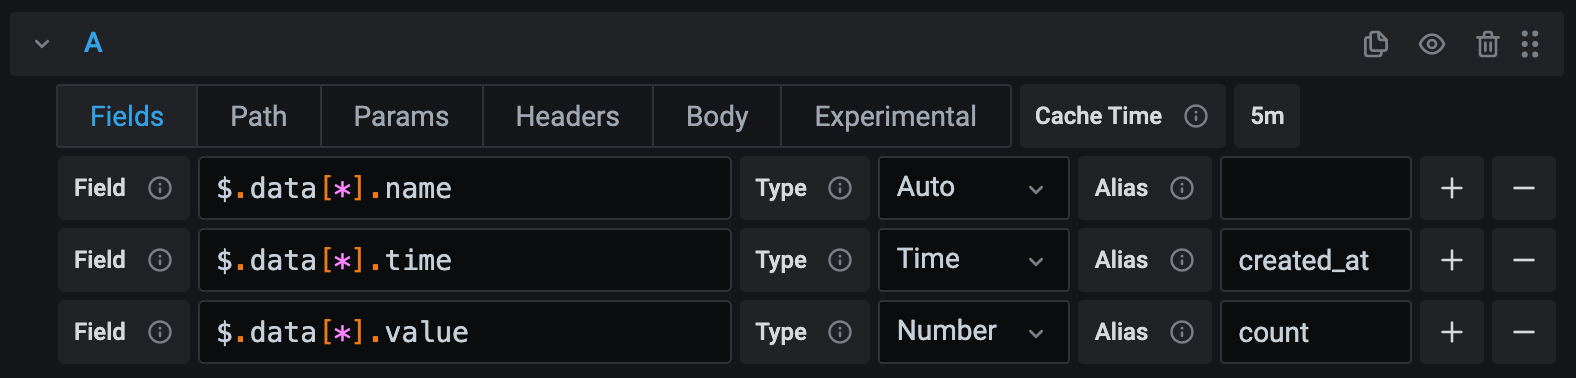 A
Fields Path Params Headers Body Experimental Cache Time 5m
Field $.data[*].name Type Auto Alias
Field $.data[*].time Type Time Alias created_at
Field $.data[*].value Type Number Alias count